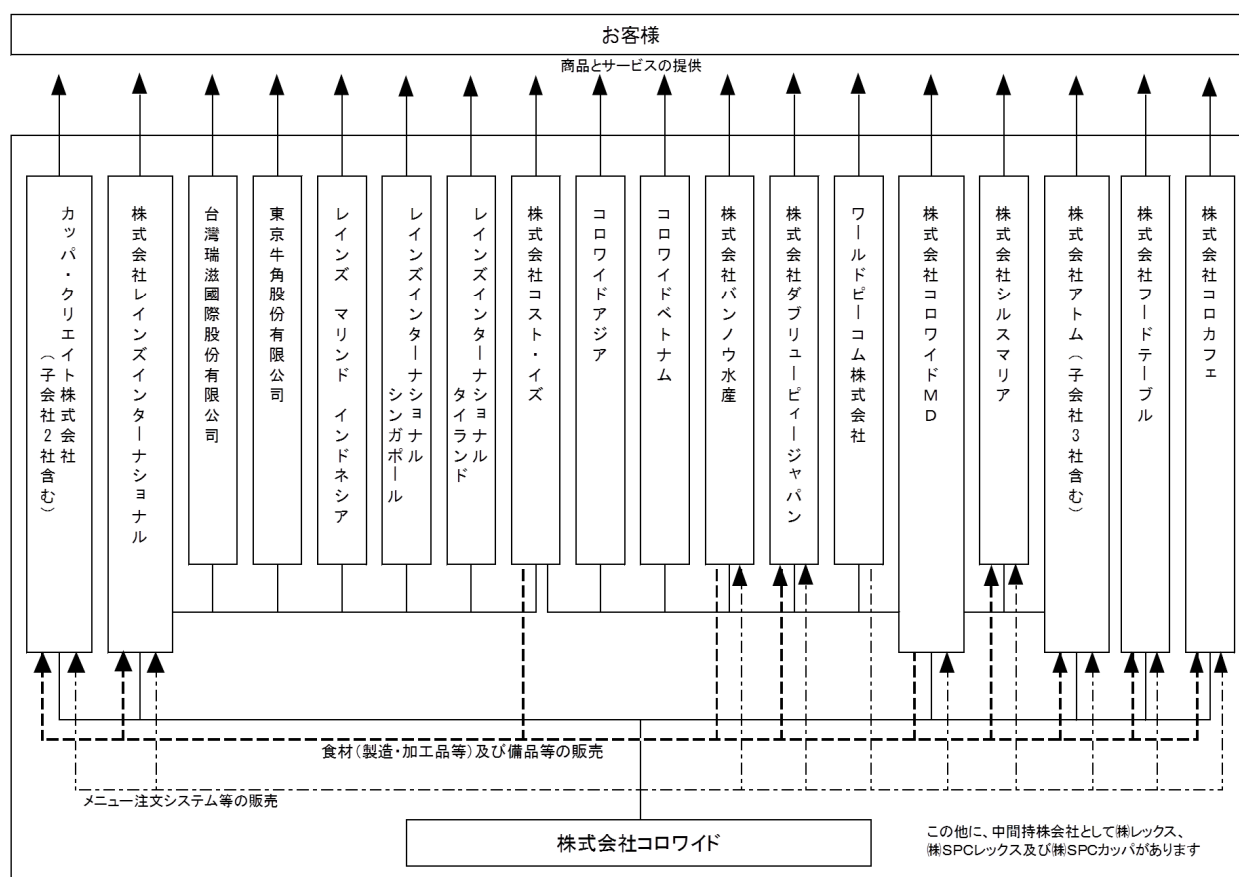 お客様
商品とサービスの提供
カッパ・クリエイト株式会社
（子会社2社含む）
株式会社レインズインターナショナル
台灣瑞滋國際股份有限公司
東京牛角股份有限公司
レインズ マリンド インドネシア
レインズインターナショナル
シンガポール
レインズインターナショナル
タイランド
株式会社コスト・イズ
コロワイドアジア
コロワイドベトナム
株式会社バンノウ水産
株式会社ダブリューピィージャパン
ワールドピーコム株式会社
株式会社コロワイドMD
株式会社シルスマリア
株式会社アトム（子会社3社含む）
株式会社フードテーブル
株式会社コロカフェ
食材（製造・加工品等）及び備品等の販売
メニュー注文システム等の販売
株式会社コロワイド
この他に、中間持株会社として㈱レックス、
㈱SPCレックス及び㈱SPCカッパがあります